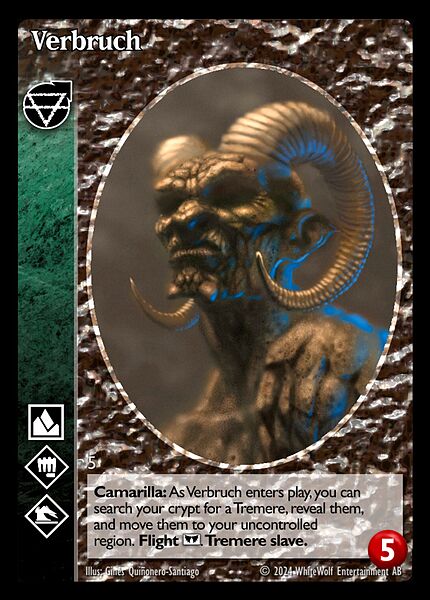 Verbruch
5
Camarilla: As Verbruch enters play, you can
search your crypt for a Tremere, reveal them,
and move them to your uncontrolled
region. Flight. Tremere slave.
5
Illus: Ginés Quiñonero-Santiago © 2024 White Wolf Entertainment AB